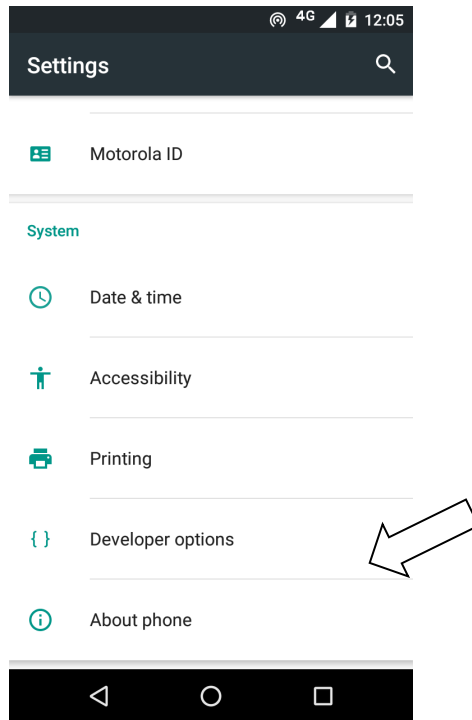 4G 12:05
Settings
Motorola ID
System
Date & time
Accessibility
Printing
{ } Developer options
About phone